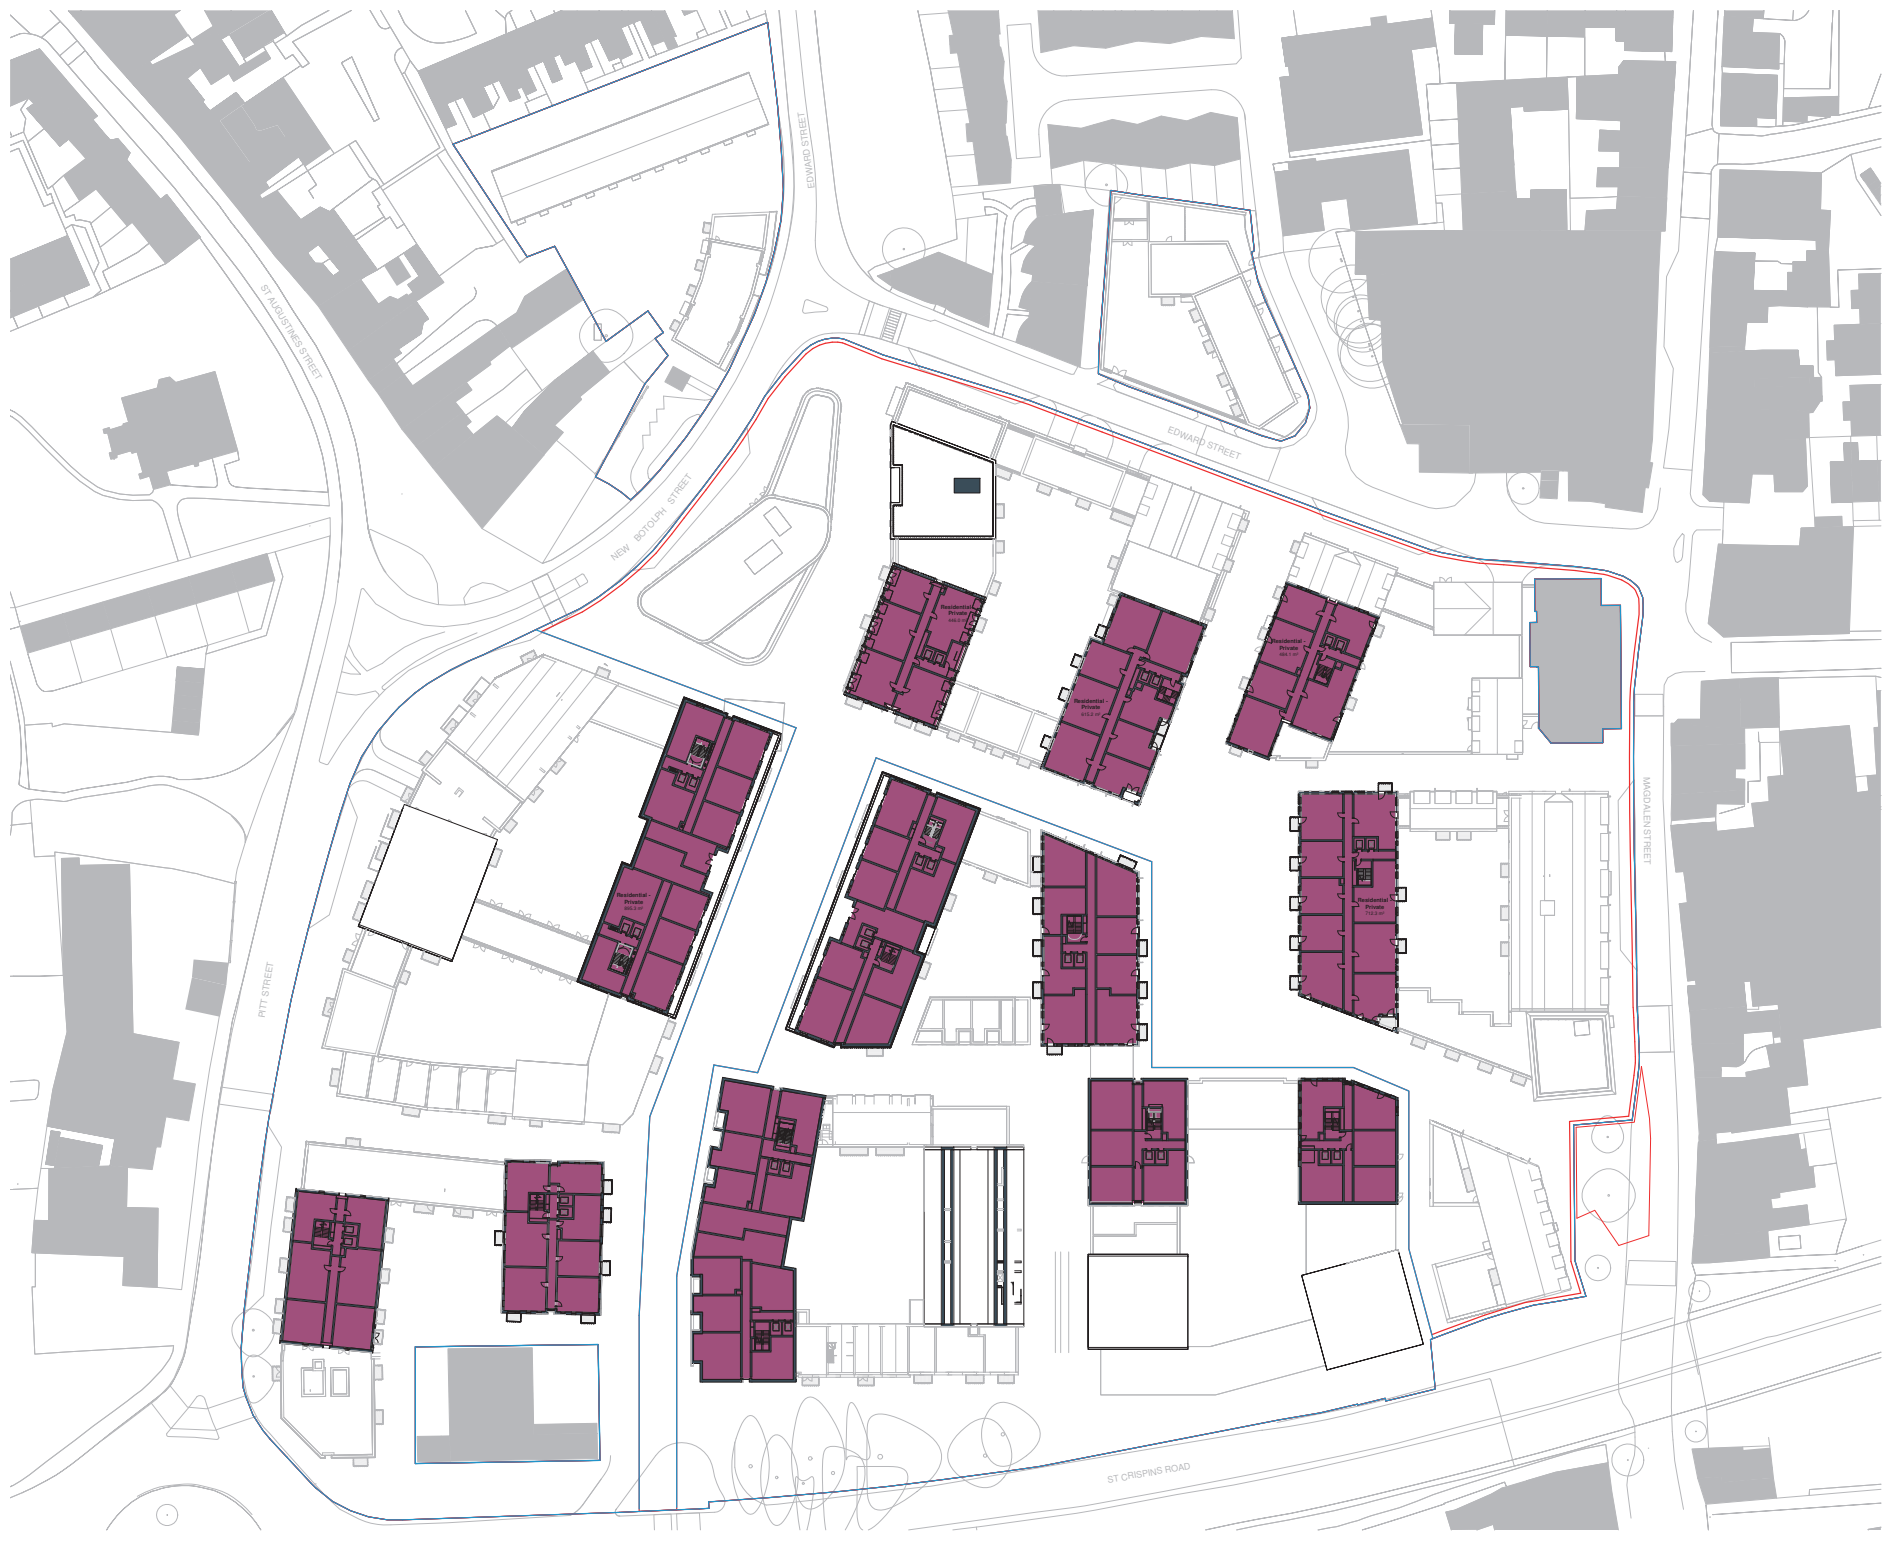 EDWARD STREET
ST AUGUSTINES STREET
EDWARD STREET
NEW BOTOLPH STREET
Residential
Private
Residential -
Private
Residential -
Private
MAGDALEN STREET
Residential -
Private
Residential
Private
PITT STREET
ST CRISPINS ROAD